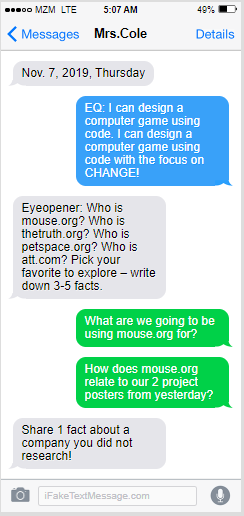 ●●●○○ MZM LTE 5:07 AM 49%
Messages Mrs.Cole Details
Nov. 7, 2019, Thursday
EQ: I can design a
computer game using
code. I can design a
computer game using
code with the focus on
CHANGE!
Eyeopener: Who is
mouse.org? Who is
thetruth.org? Who is
petspace.org? Who is
att.com? Pick your
favorite to explore – write
down 3-5 facts.
What are we going to be
using mouse.org for?
How does mouse.org
relate to our 2 project
posters from yesterday?
Share 1 fact about a
company you did not
research!
iFakeTextMessage.com